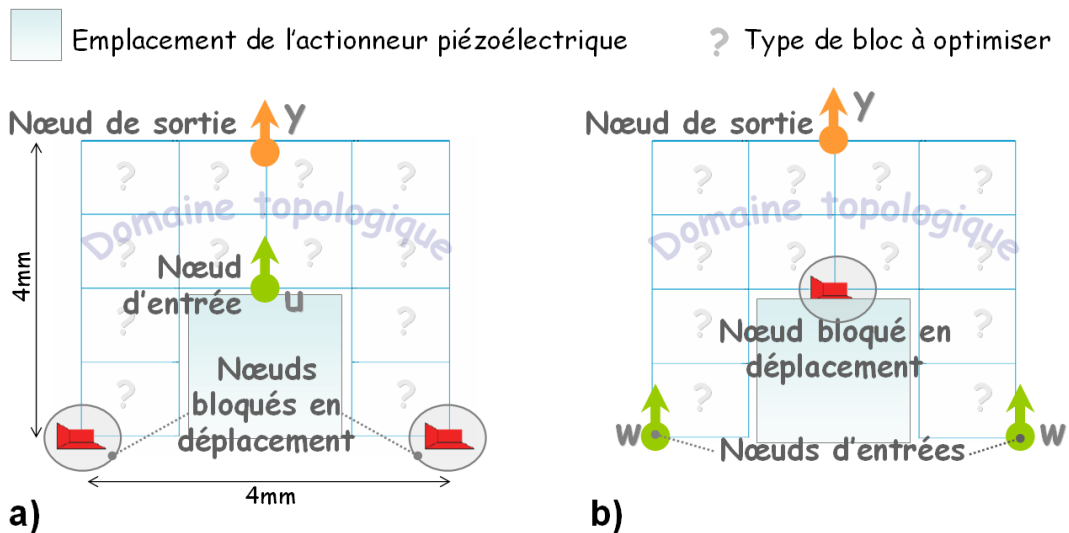 Emplacement de l'actionneur piézoélectrique
? Type de bloc à optimiser
Nœud de sortie
y
? ? ? ?
Domaine topologique
? ? ? ?
Nœud
d'entrée
u
? ?
Nœuds
bloqués en
déplacement
? ?
4mm
4mm
a)
Nœud de sortie
y
? ? ? ?
Domaine topologique
? ? ? ?
Nœud bloqué en
déplacement
? ?
? ?
w
w
Nœuds d'entrées
b)